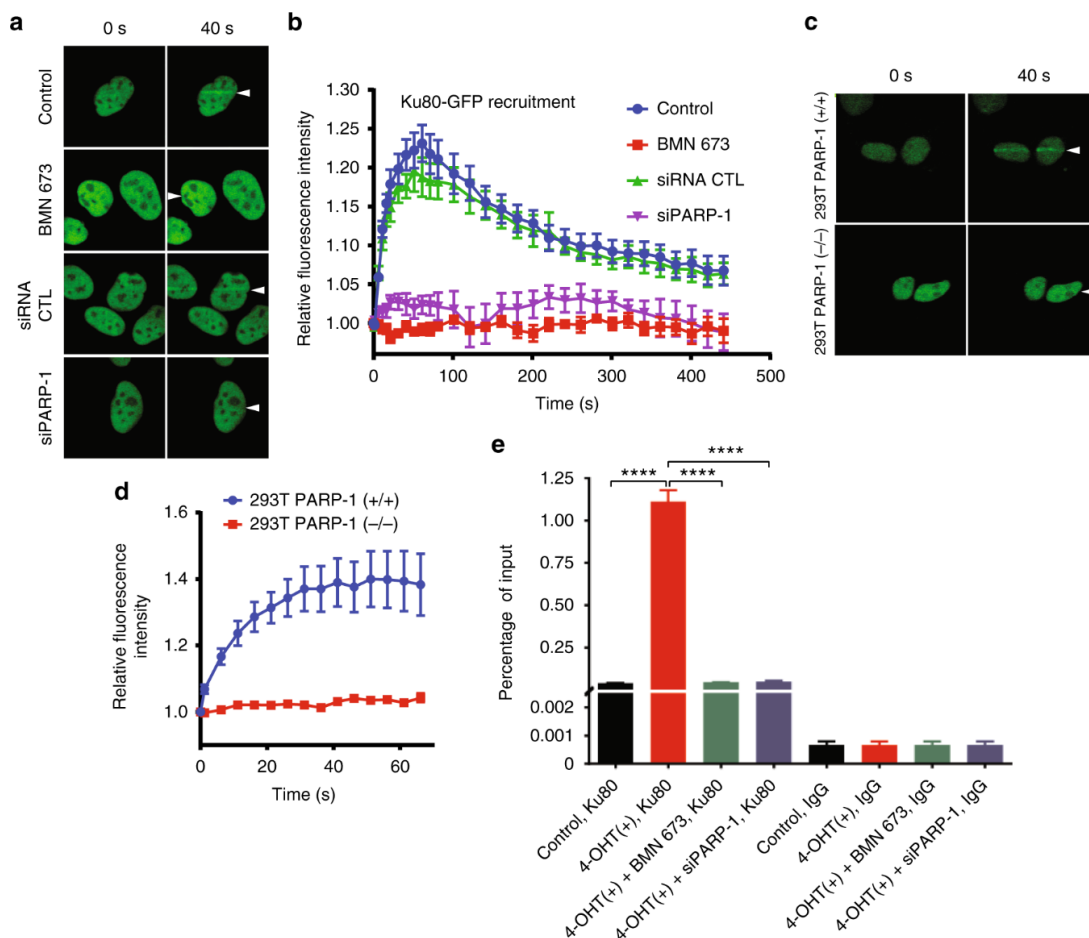 a
0 s 40 s
Control
BMN 673
siRNA
CTL
siPARP-1
b
Ku80-GFP recruitment
Control
BMN 673
siRNA CTL
siPARP-1
Relative fluorescence intensity
1.30
1.25
1.20
1.15
1.10
1.05
1.00
0 100 200 300 400 500
Time (s)
c
0 s 40 s
293T PARP-1 (+/+)
293T PARP-1 (–/–)
d
293T PARP-1 (+/+)
293T PARP-1 (–/–)
Relative fluorescence
intensity
1.6
1.4
1.2
1.0
0 20 40 60
Time (s)
e
**** ****
****
Percentage of input
1.25
1.00
0.75
0.50
0.25
0.002
0.001
0
Control, Ku80
4-OHT(+), Ku80
4-OHT(+) + BMN 673, Ku80
4-OHT(+) + siPARP-1, Ku80
Control, IgG
4-OHT(+), IgG
4-OHT(+) + BMN 673, IgG
4-OHT(+) + siPARP-1, IgG